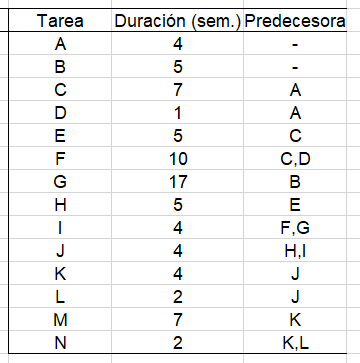 Tarea Duración (sem.) Predecesora
A 4 -
B 5 -
C 7 A
D 1 A
E 5 C
F 10 C,D
G 17 B
H 5 E
I 4 F,G
J 4 H,I
K 4 J
L 2 J
M 7 K
N 2 K,L